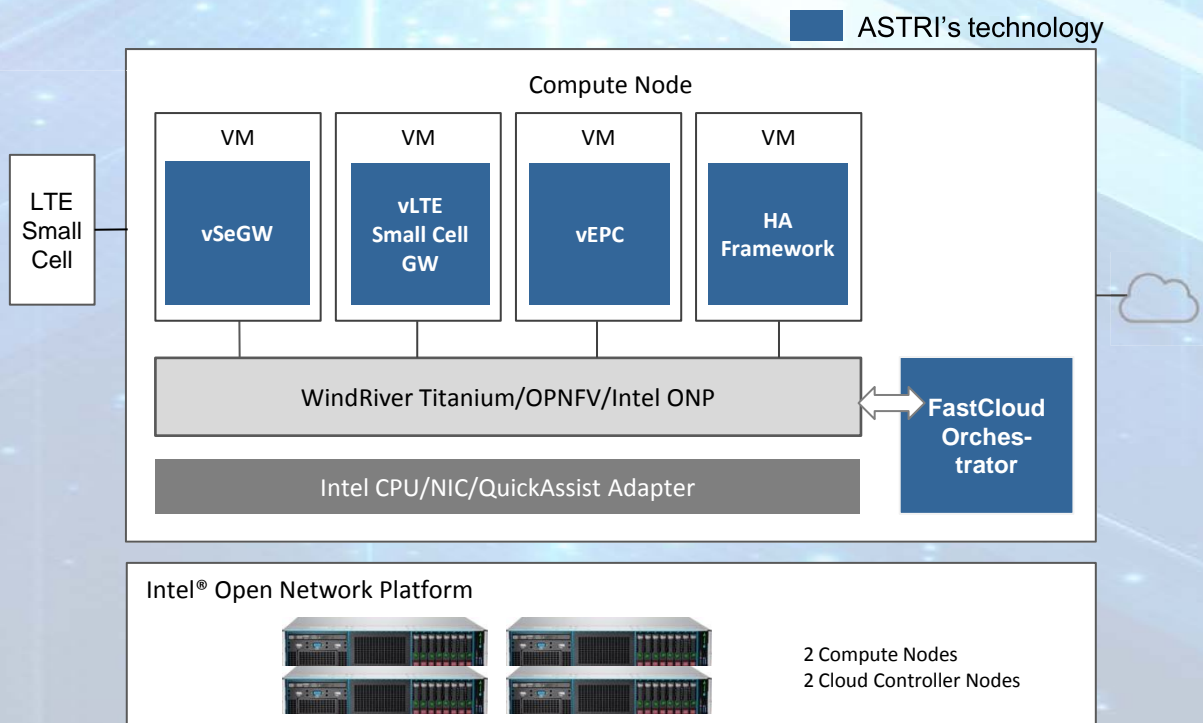 ASTRI’s technology
Compute Node
VM
VM
VM
VM
LTE
Small
Cell
vSeGW
vLTE
Small Cell
GW
vEPC
HA
Framework
WindRiver Titanium/OPNFV/Intel ONP
FastCloud
Orches-
trator
Intel CPU/NIC/QuickAssist Adapter
Intel® Open Network Platform
2 Compute Nodes
2 Cloud Controller Nodes